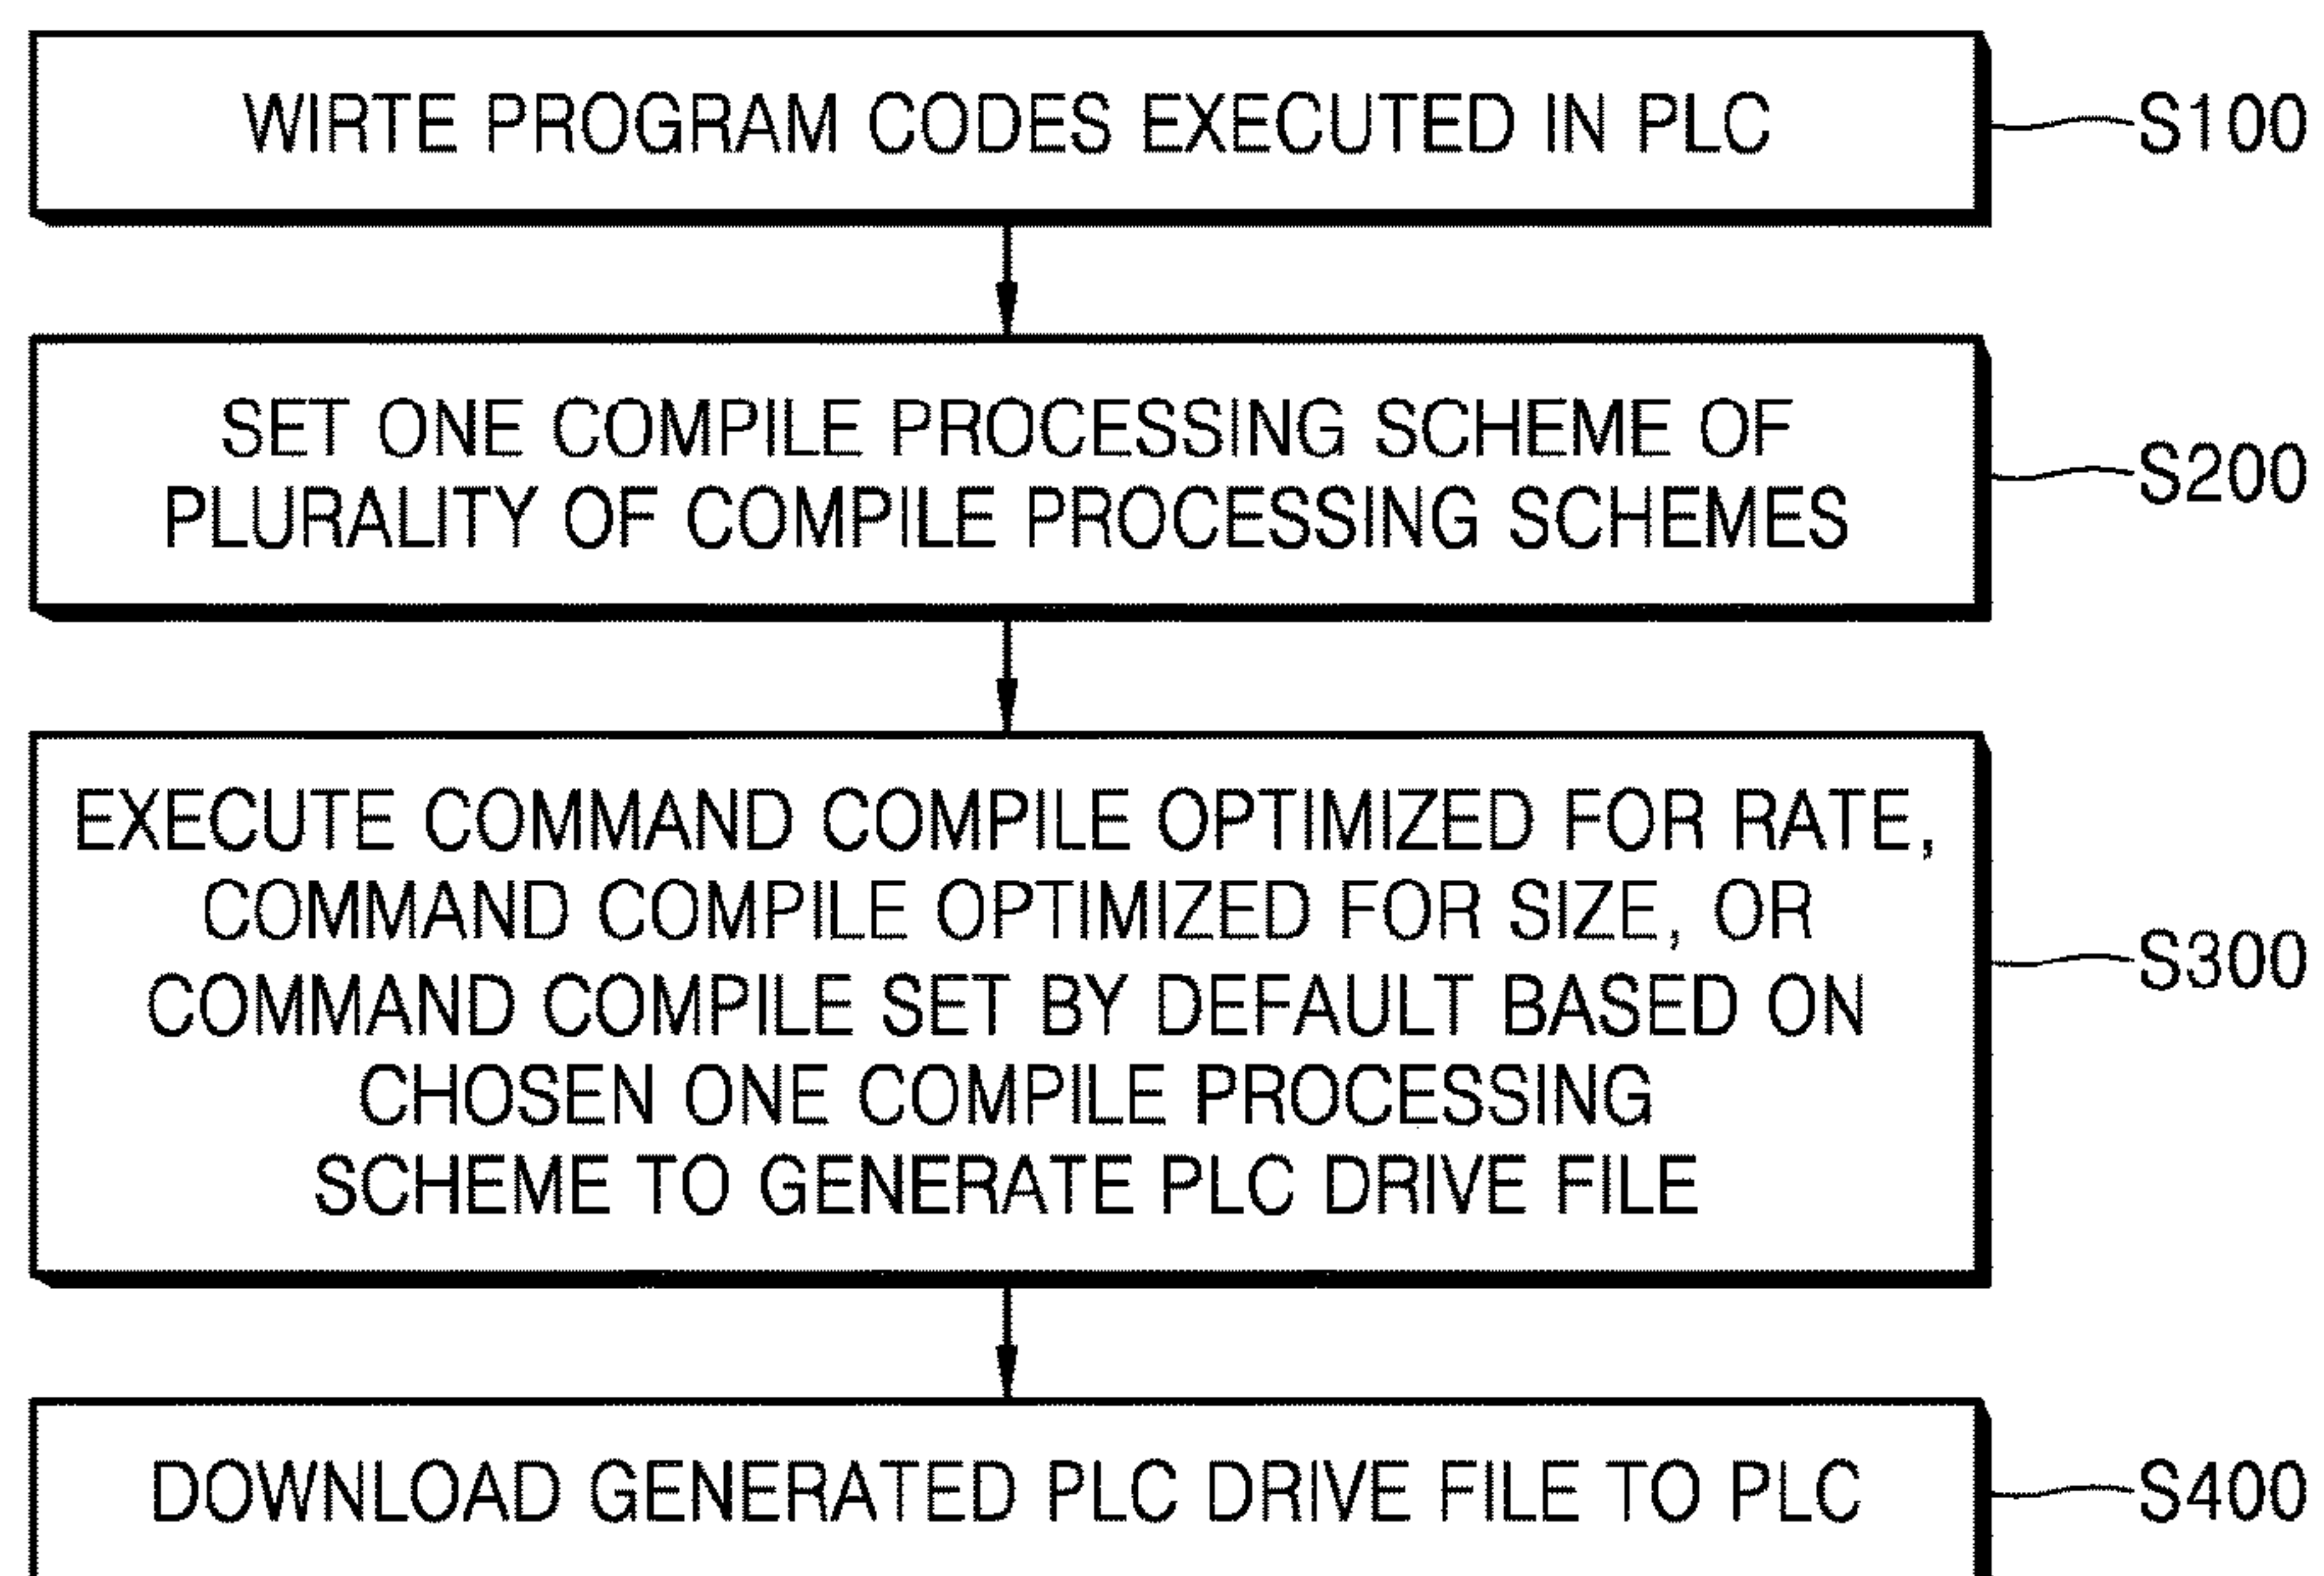 WIRTE PROGRAM CODES EXECUTED IN PLC
S100
SET ONE COMPILE PROCESSING SCHEME OF
PLURALITY OF COMPILE PROCESSING SCHEMES
S200
EXECUTE COMMAND COMPILE OPTIMIZED FOR RATE,
COMMAND COMPILE OPTIMIZED FOR SIZE, OR
COMMAND COMPILE SET BY DEFAULT BASED ON
CHOSEN ONE COMPILE PROCESSING
SCHEME TO GENERATE PLC DRIVE FILE
S300
DOWNLOAD GENERATED PLC DRIVE FILE TO PLC
S400